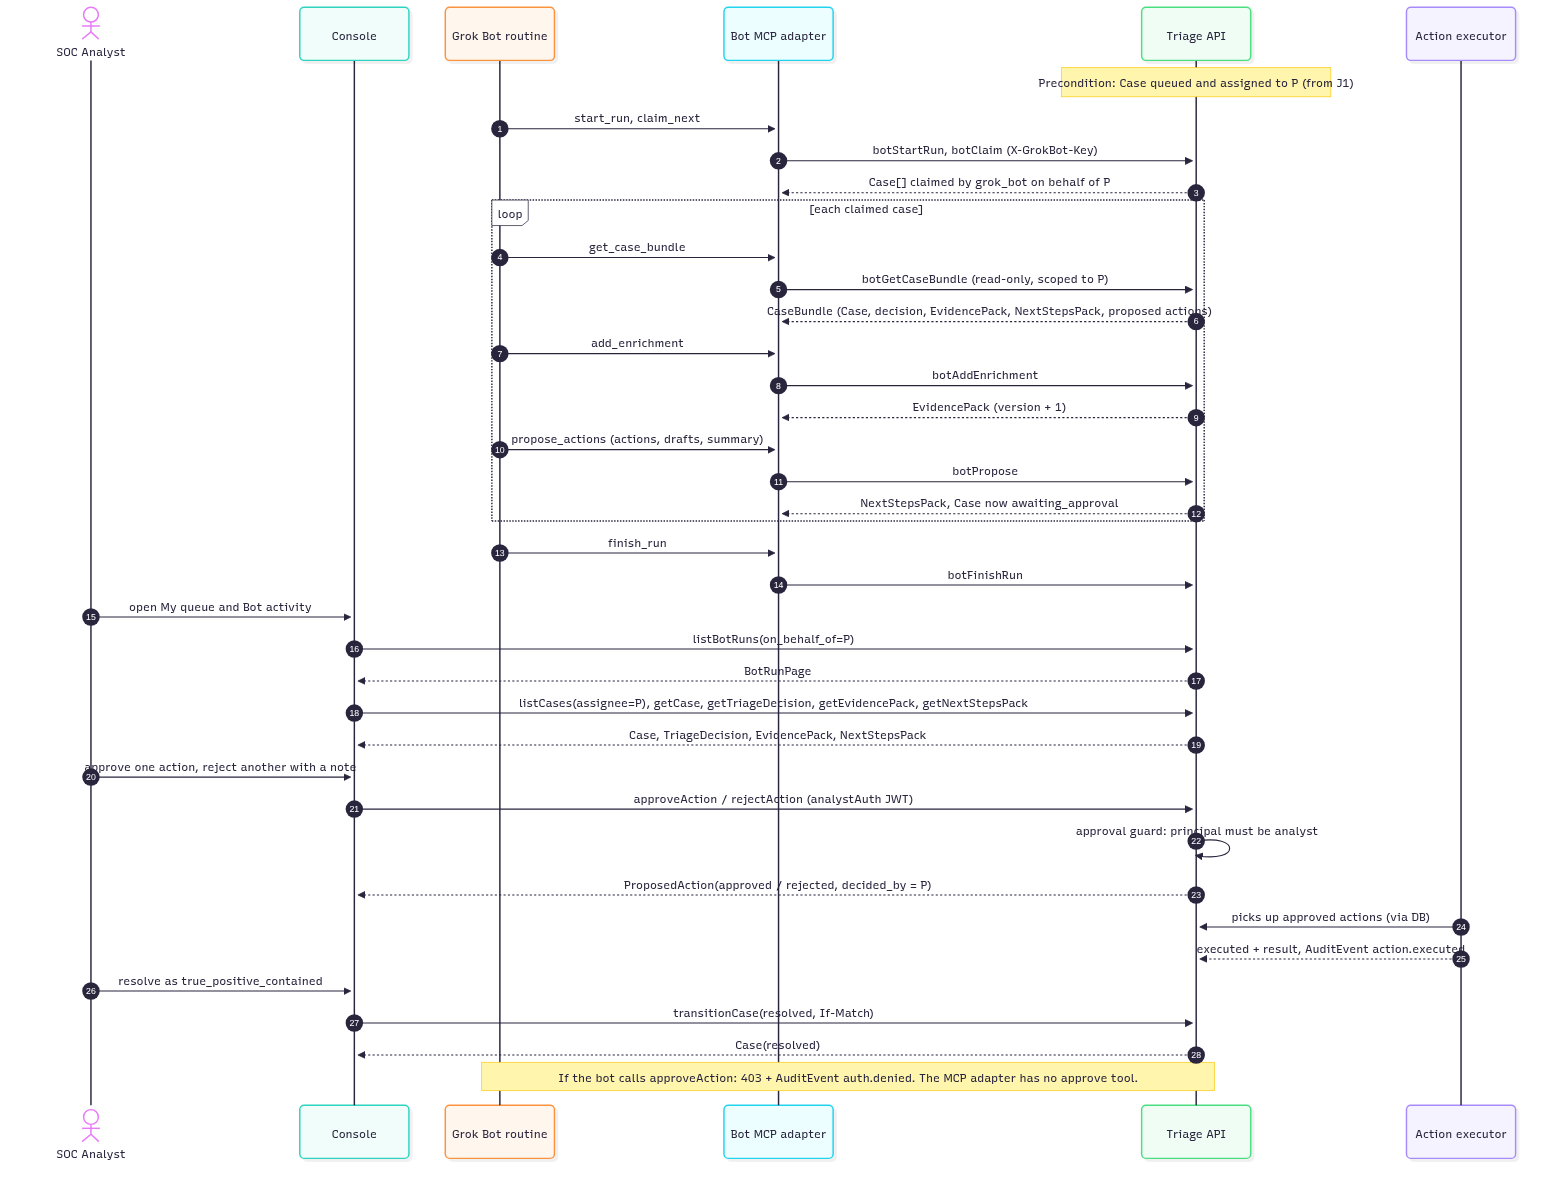 SOC Analyst
Console
Grok Bot routine
Bot MCP adapter
Triage API
Action executor
Precondition: Case queued and assigned to P (from J1)
1
start_run, claim_next
2
botStartRun, botClaim (X-GrokBot-Key)
Case[] claimed by grok_bot on behalf of P
3
loop
[each claimed case]
4
get_case_bundle
5
botGetCaseBundle (read-only, scoped to P)
CaseBundle (Case, decision, EvidencePack, NextStepsPack, proposed actions)
6
7
add_enrichment
8
botAddEnrichment
EvidencePack (version + 1)
9
10
propose_actions (actions, drafts, summary)
11
botPropose
NextStepsPack, Case now awaiting_approval
12
13
finish_run
14
botFinishRun
15
open My queue and Bot activity
16
listBotRuns(on_behalf_of=P)
BotRunPage
17
18
listCases(assignee=P), getCase, getTriageDecision, getEvidencePack, getNextStepsPack
Case, TriageDecision, EvidencePack, NextStepsPack
19
20
approve one action, reject another with a note
21
approveAction / rejectAction (analystAuth JWT)
approval guard: principal must be analyst
22
ProposedAction(approved / rejected, decided_by = P)
23
picks up approved actions (via DB)
24
executed + result, AuditEvent action.executed
25
26
resolve as true_positive_contained
27
transitionCase(resolved, If-Match)
Case(resolved)
28
If the bot calls approveAction: 403 + AuditEvent auth.denied. The MCP adapter has no approve tool.
SOC Analyst
Console
Grok Bot routine
Bot MCP adapter
Triage API
Action executor